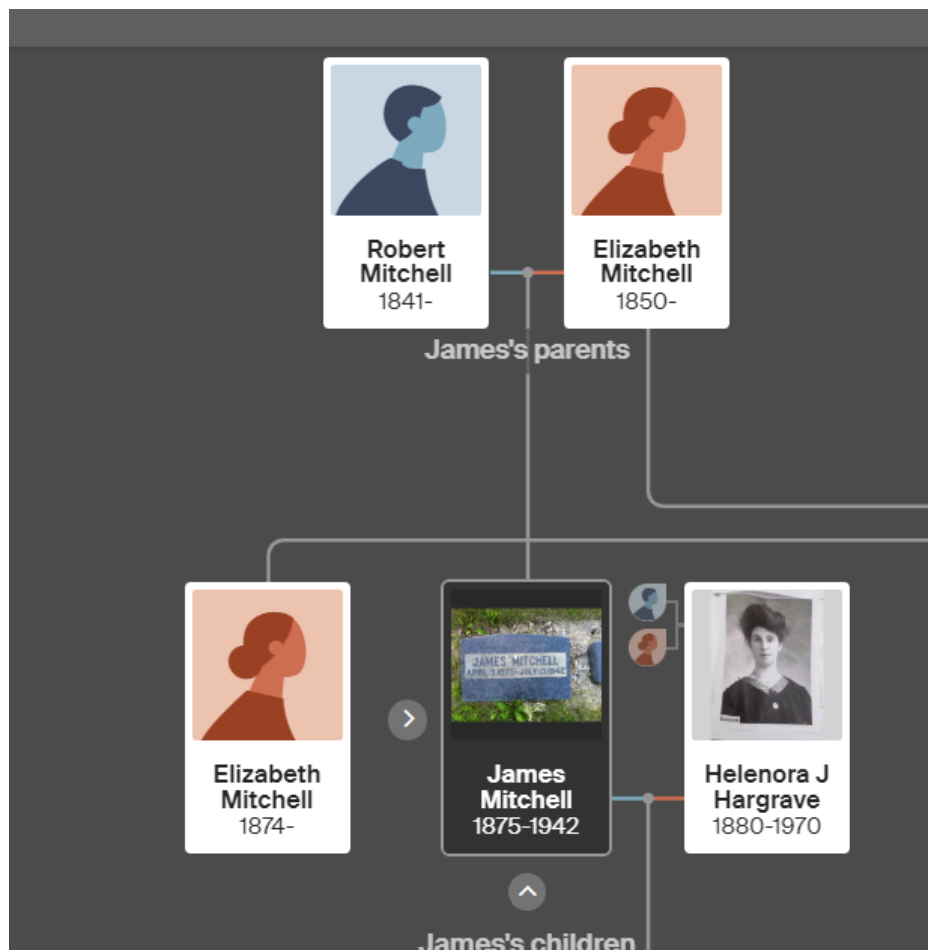 Robert
Mitchell
1841-
Elizabeth
Mitchell
1850-
James's parents
Elizabeth
Mitchell
1874-
JAMES MITCHELL
James
Mitchell
1875-1942
Helenora J
Hargrave
1880-1970
James's children